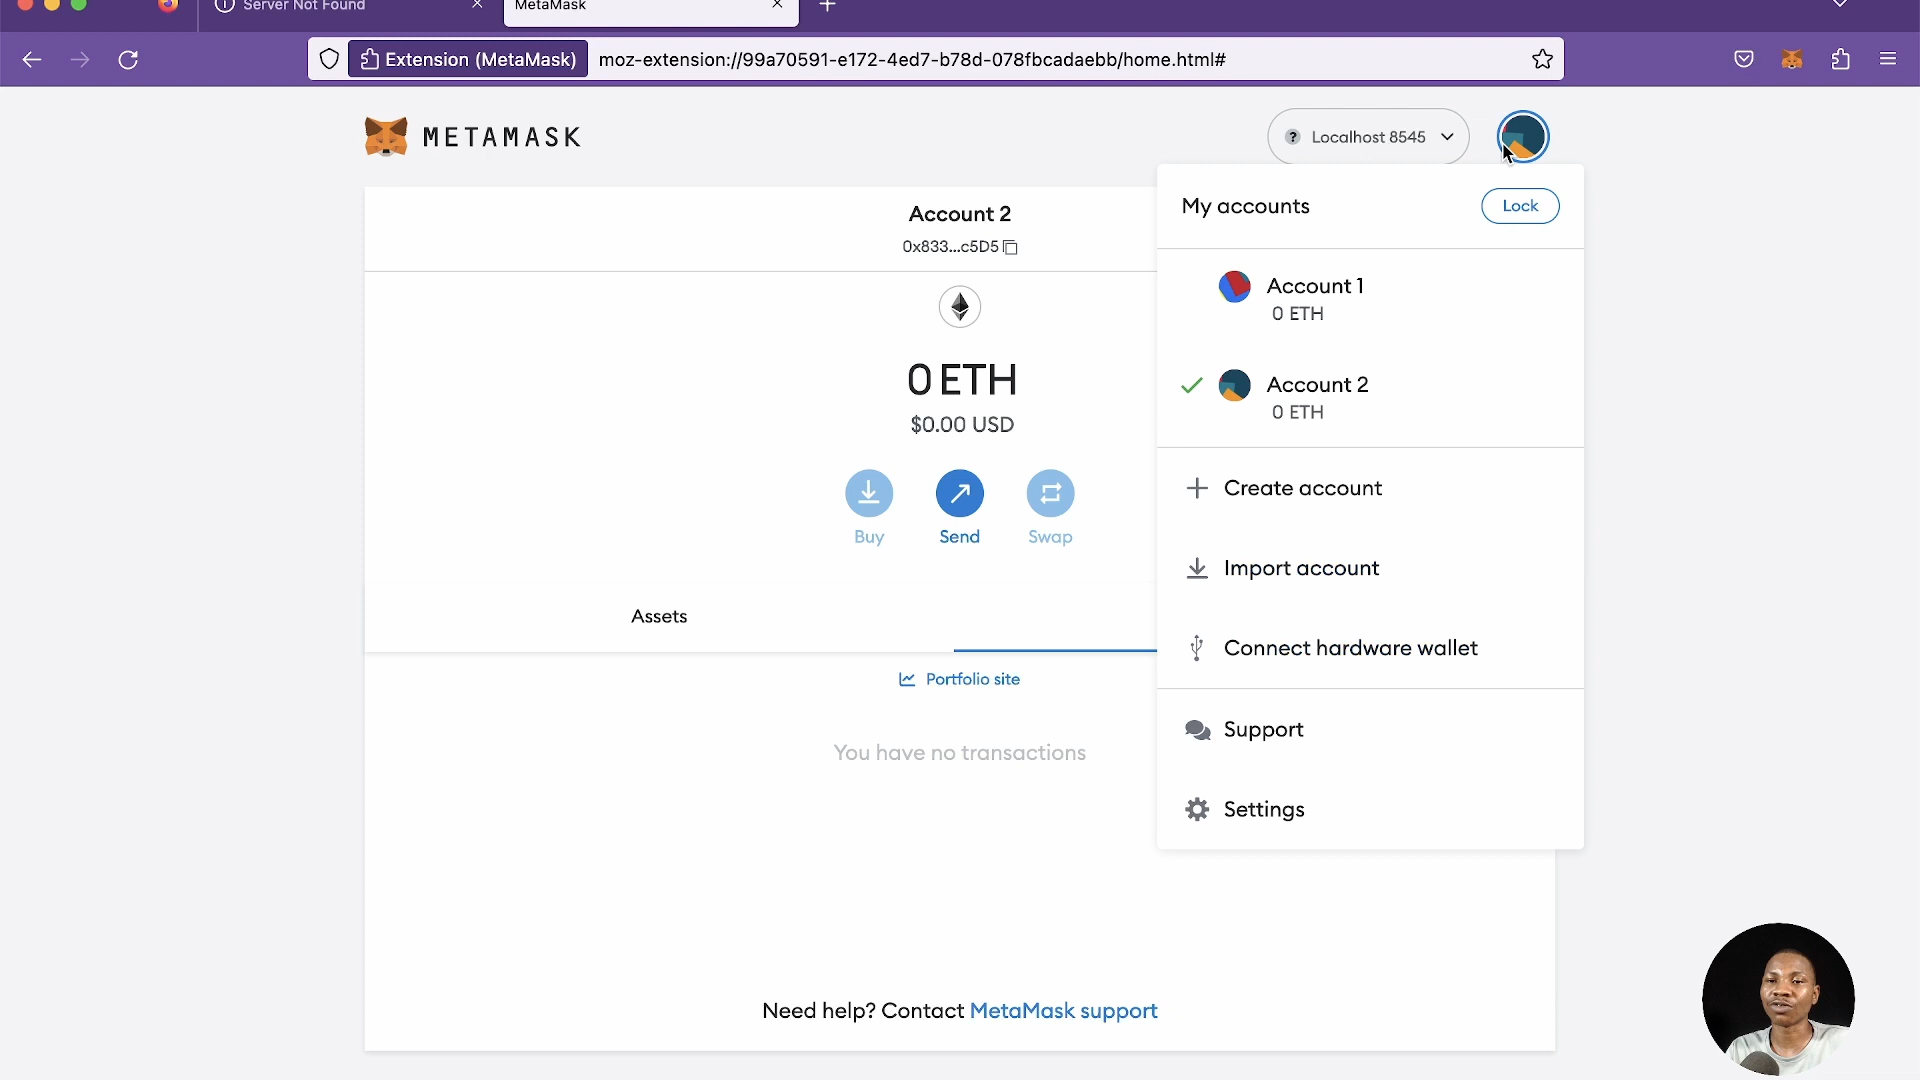 Server Not Found
MetaMask
Extension (MetaMask)
moz-extension://99a70591-e172-4ed7-b78d-078fbcadaebb/home.html#
METAMASK
? Localhost 8545
My accounts
Lock
Account 2
0x833...c5D5
Account 1
0 ETH
0 ETH
$0.00 USD
Account 2
0 ETH
Buy
Send
Swap
Create account
Import account
Connect hardware wallet
Assets
Portfolio site
You have no transactions
Support
Settings
Need help? Contact MetaMask support